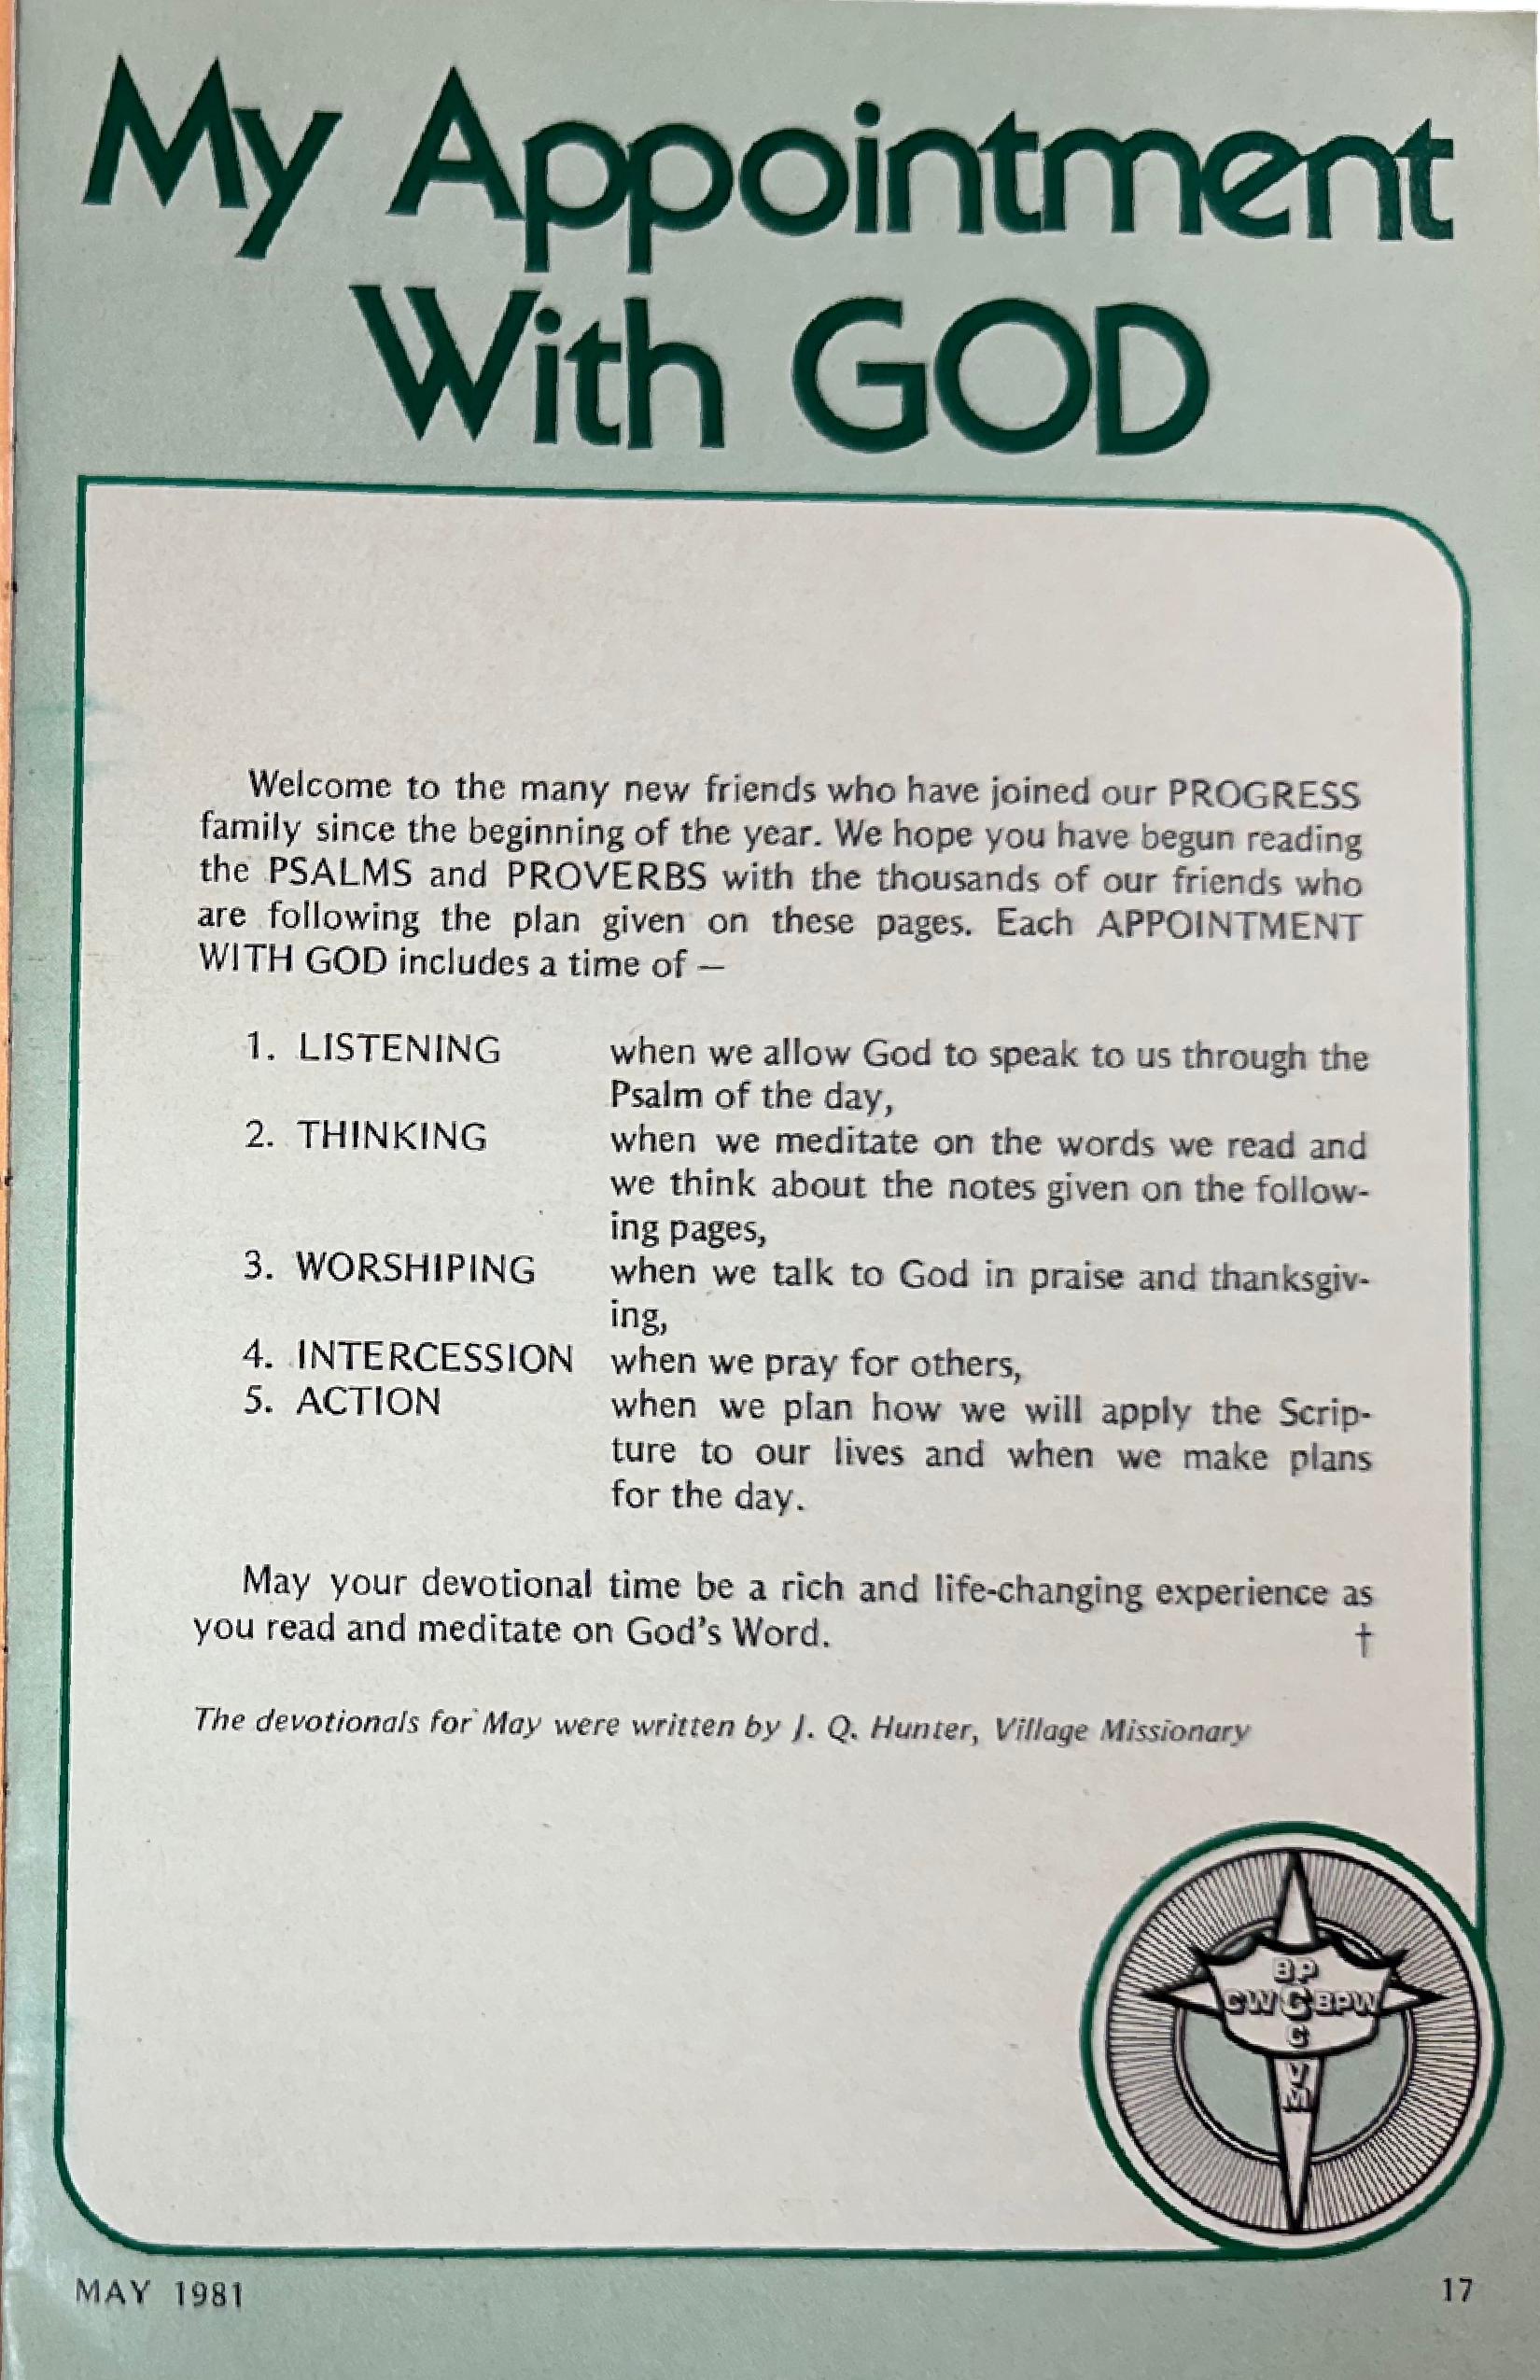 My Appointment
With GOD
Welcome to the many new friends who have joined our PROGRESS
family since the beginning of the year. We hope you have begun reading
the PSALMS and PROVERBS with the thousands of our friends who
are following the plan given on these pages. Each APPOINTMENT
WITH GOD includes a time of —
1. LISTENING when we allow God to speak to us through the
Psalm of the day,
2. THINKING when we meditate on the words we read and
we think about the notes given on the follow-
ing pages,
3. WORSHIPING when we talk to God in praise and thanksgiv-
ing,
4. INTERCESSION when we pray for others,
5. ACTION when we plan how we will apply the Scrip-
ture to our lives and when we make plans
for the day.
May your devotional time be a rich and life-changing experience as
you read and meditate on God's Word. †
The devotionals for May were written by J. Q. Hunter, Village Missionary
BP
CW C BPW
C
V
M
MAY 1981 17